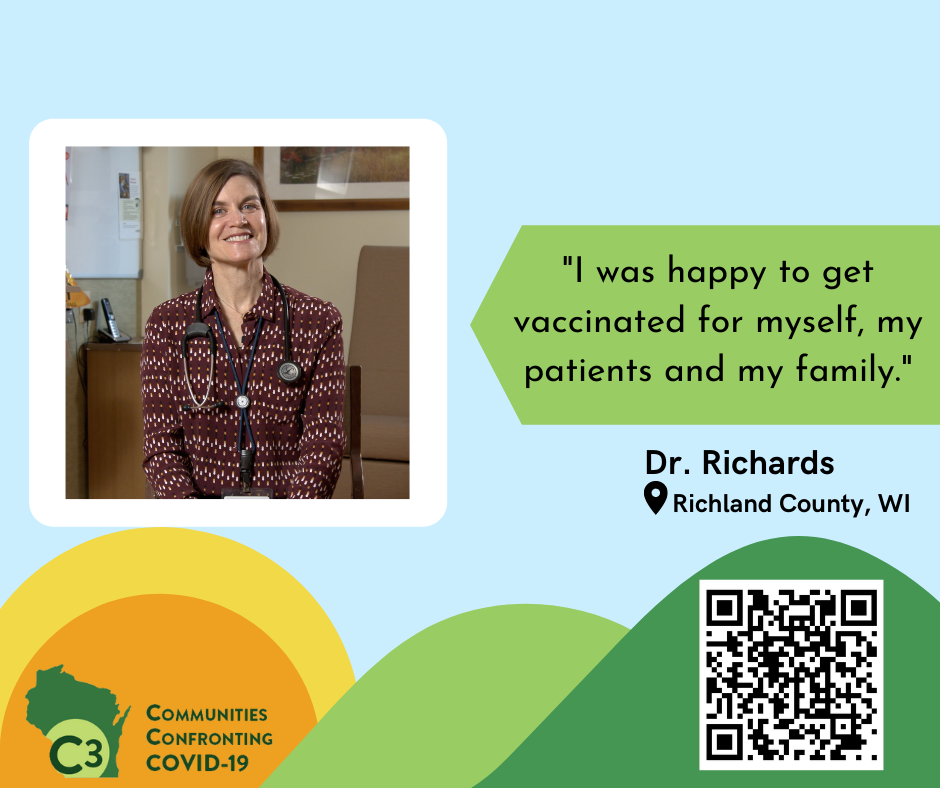 "I was happy to get
vaccinated for myself, my
patients and my family."
Dr. Richards
Richland County, WI
C3
COMMUNITIES
CONFRONTING
COVID-19